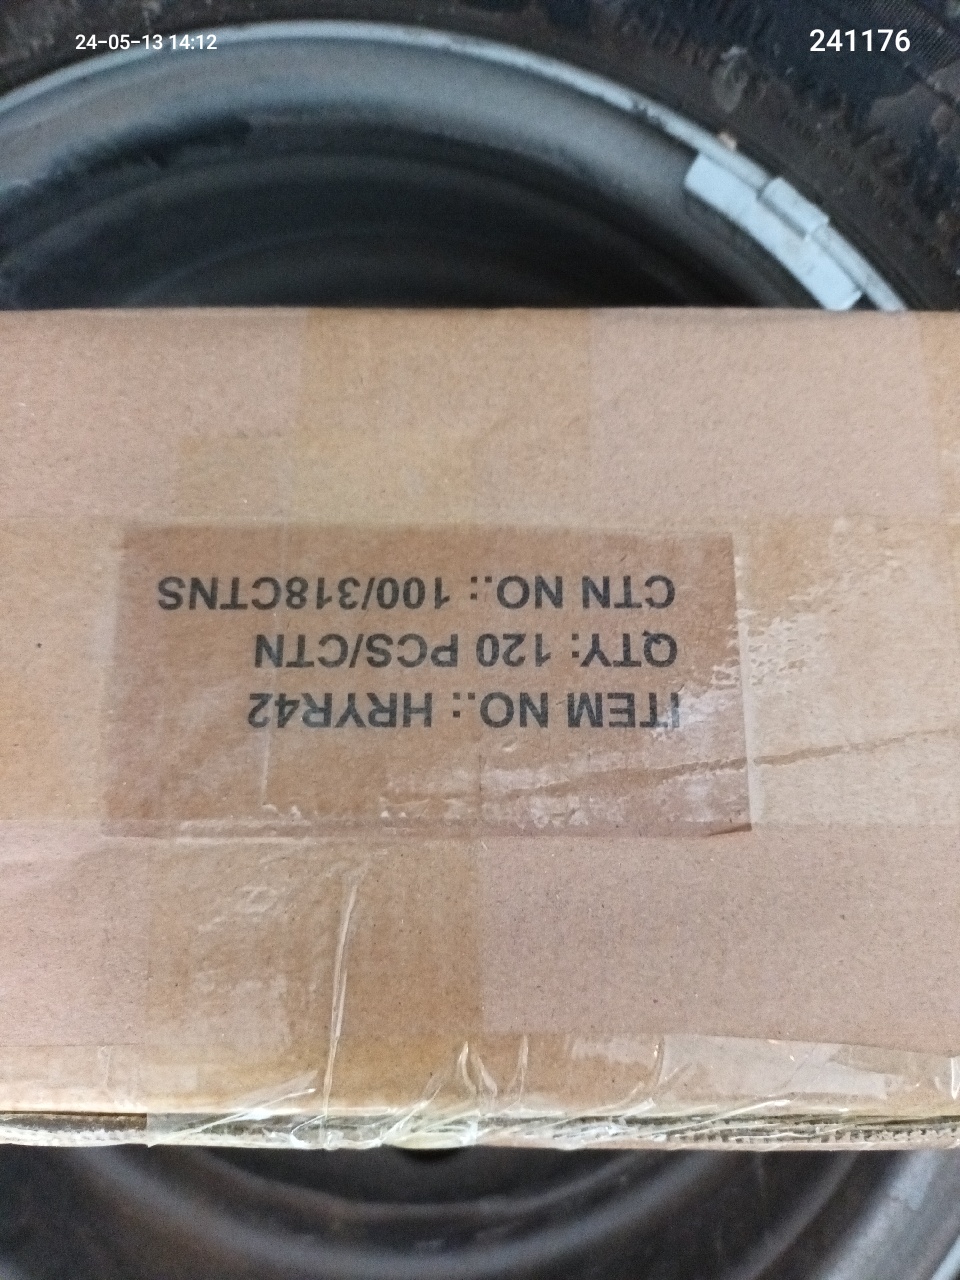 24-05-13 14:12
241176
ITEM NO.: HRYR42
QTY: 120 PCS/CTN
CTN NO.: 100/318CTNS